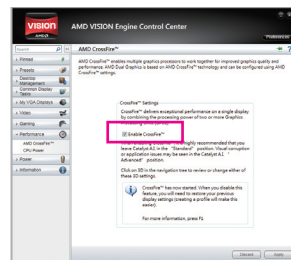 VISION
AMD
AMD VISION Engine Control Center
Preferences
Search
AMD CrossFire™
Pinned
Presets
Desktop Management
Common Display Tasks
My VGA Displays
Video
Gaming
Performance
AMD CrossFire™
CPU Power
Power
Information
AMD CrossFire™ enables multiple graphics processors to work together for improved graphics quality and
performance. AMD Dual Graphics is based on AMD CrossFire™ technology and can be configured using AMD
CrossFire™ settings.
CrossFire™ Settings
CrossFire™ delivers exceptional performance on a single display
by combining the processing power of two or more Graphics
Enable CrossFire™
highly recommended that you
leave Catalyst A.I. in the "Standard" position. Visual corruption
or application issues may be seen in the Catalyst A.I. "
Advanced" position.
Click on 3D in the navigation tree to review or change either of
these 3D settings.
CrossFire™ has now started. When you disable this
feature, you will need to restore your previous
display settings (creating a profile will make this
easier).
For more information, press F1
Discard
Apply